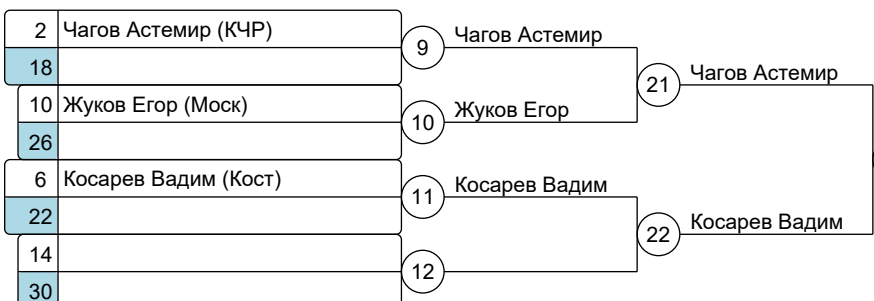 2 Чагов Астемир (КЧР)
9 Чагов Астемир
18
21 Чагов Астемир
10 Жуков Егор (Моск)
10 Жуков Егор
26
6 Косарев Вадим (Кост)
11 Косарев Вадим
22
22 Косарев Вадим
14
12
30